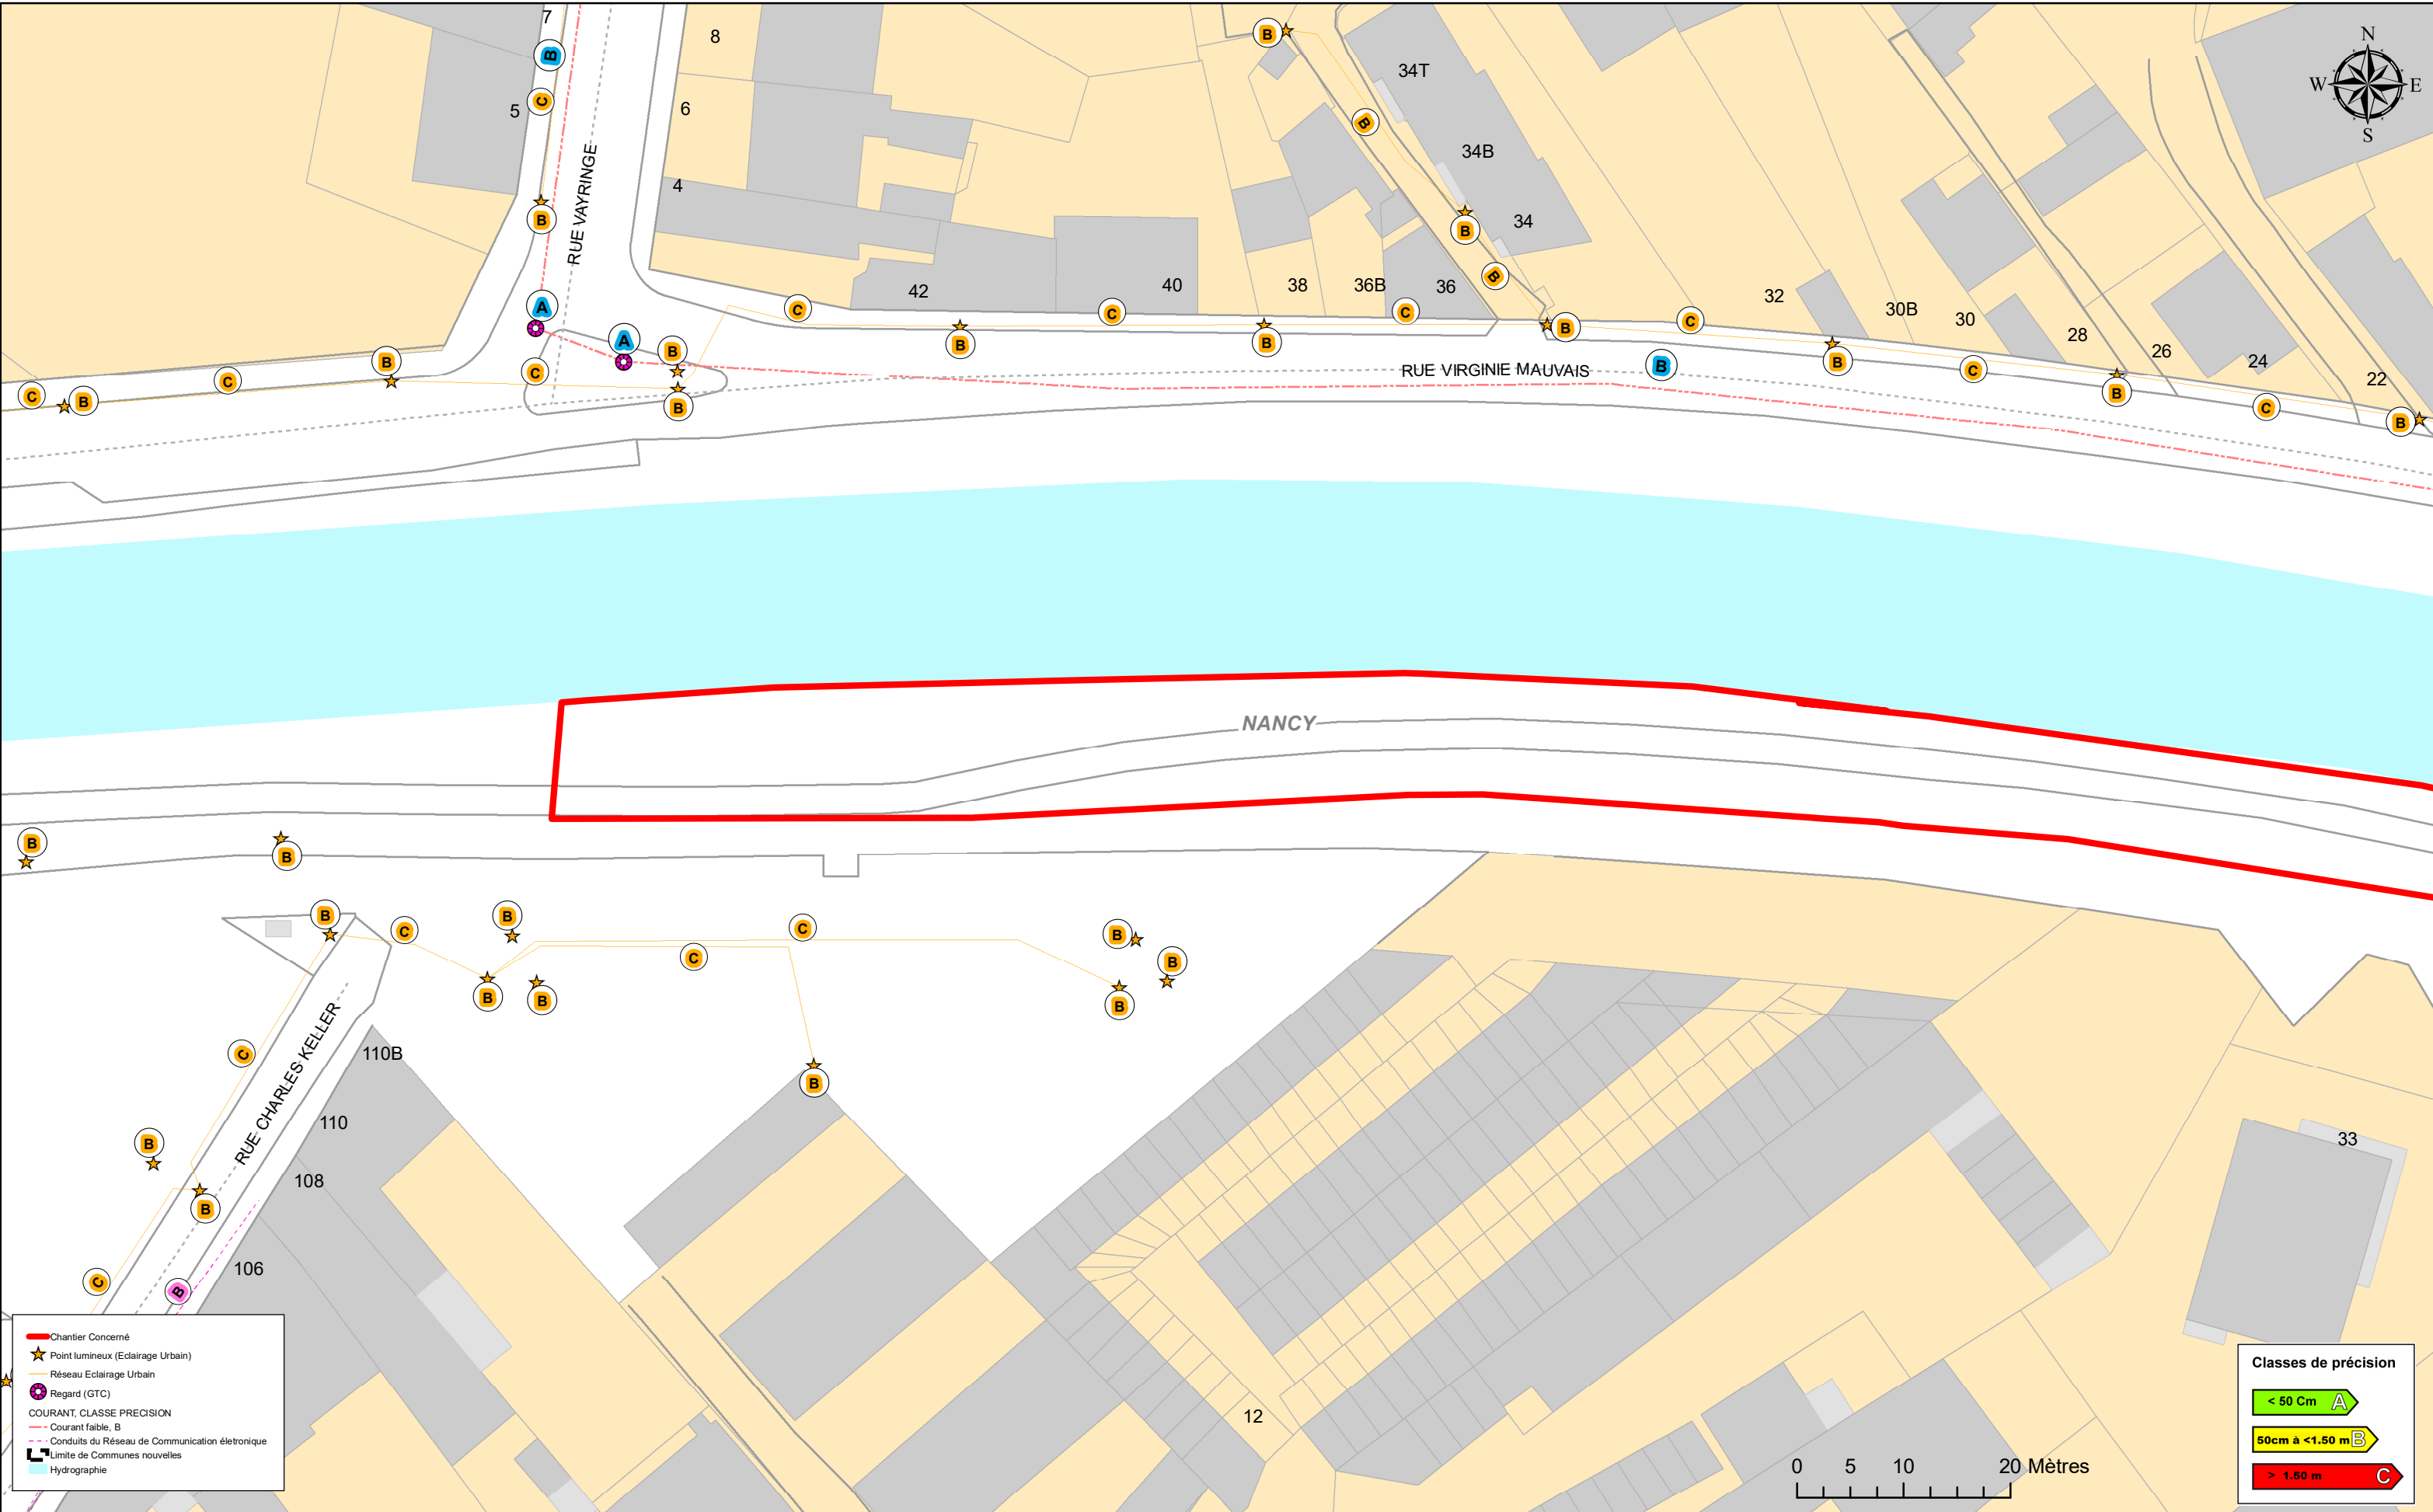 7
8
N
B
B
34T
W
E
C
5
6
B
S
34B
RUE VAYRINGE
4
B
34
B
B
A
42
40
38
36B
36
32
30B
30
C
C
C
C
B
28
26
24
22
A
B
B
B
B
B
B
C
C
C
B
RUE VIRGINIE MAUVAIS
C
B
B
C
B
B
NANCY
B
B
B
B
C
C
B
B
C
B
B
B
RUE CHARLES KELLER
C
110B
B
110
B
33
108
B
106
C
B
12
Chantier Concerné
Point lumineux (Eclairage Urbain)
Réseau Eclairage Urbain
Regard (GTC)
COURANT, CLASSE PRECISION
Courant faible, B
Conduits du Réseau de Communication életronique
Limite de Communes nouvelles
Hydrographie
0 5 10 20 Mètres
Classes de précision
< 50 Cm A
50cm à <1.50 m B
> 1.50 m C